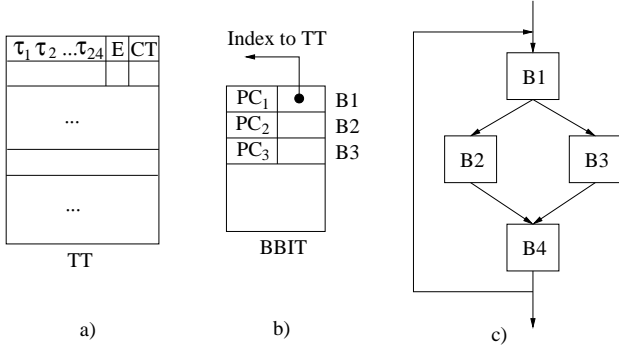 τ1 τ2 ...τ24 E CT
...
...
TT
a)
Index to TT
PC1 B1
PC2 B2
PC3 B3
BBIT
b)
B1
B2 B3
B4
c)